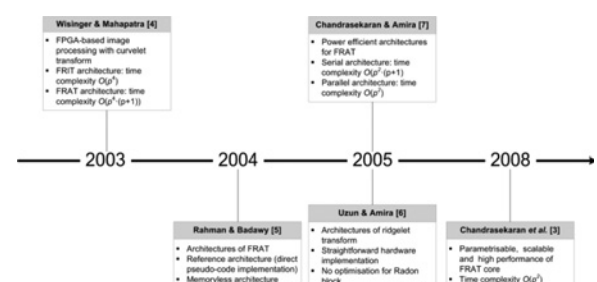 Wisinger & Mahapatra [4]
▪ FPGA-based image
processing with curvelet
transform
▪ FRIT architecture: time
complexity O(p⁴)
▪ FRAT architecture: time
complexity O(p⁴·(p+1))
Chandrasekaran & Amira [7]
▪ Power efficient architectures
for FRAT
▪ Serial architecture: time
complexity O(p²·(p+1)
▪ Parallel architecture: time
complexity O(p²)
2003 2004 2005 2008
Rahman & Badawy [5]
▪ Architectures of FRAT
▪ Reference architecture (direct
pseudo-code implementation)
▪ Memoryless architecture
Uzun & Amira [6]
▪ Architectures of ridgelet
transform
▪ Straightforward hardware
implementation
▪ No optimisation for Radon
block
Chandrasekaran et al. [3]
▪ Parametrisable, scalable
and high performance of
FRAT core
▪ Time complexity O(p²)